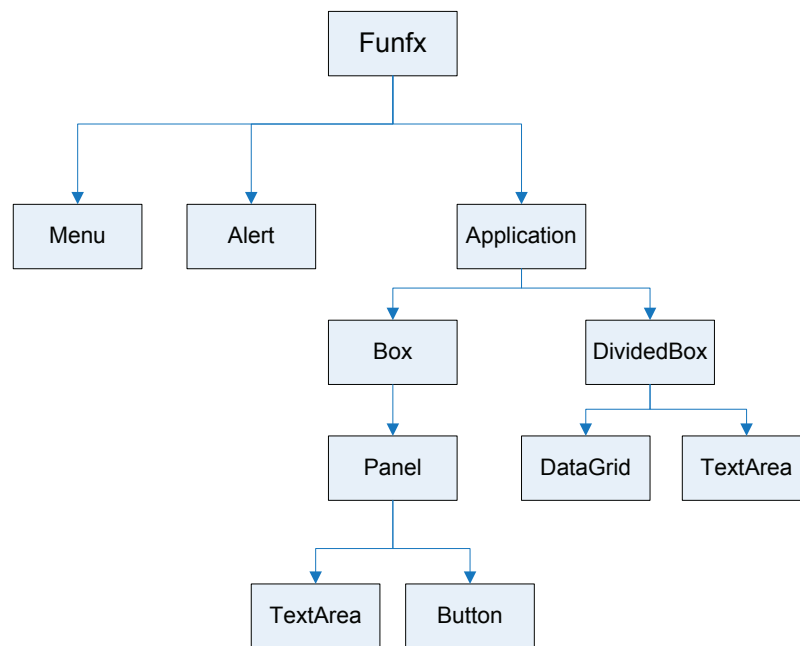 Funfx
Menu
Alert
Application
Box
DividedBox
Panel
DataGrid
TextArea
TextArea
Button